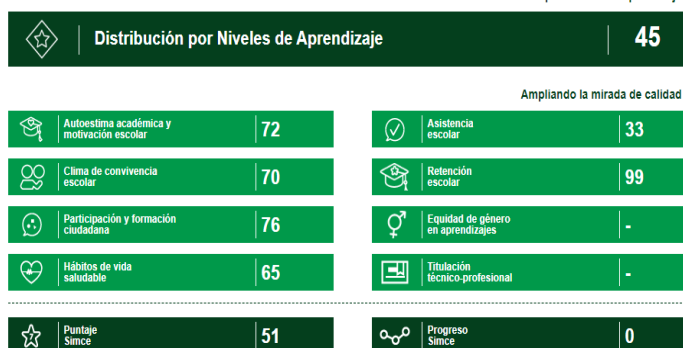 Distribución por Niveles de Aprendizaje 45
Ampliando la mirada de calidad
Autoestima académica y
motivación escolar 72
Asistencia
escolar 33
Clima de convivencia
escolar 70
Retención
escolar 99
Participación y formación
ciudadana 76
Equidad de género
en aprendizajes -
Hábitos de vida
saludable 65
Titulación
técnico-profesional -
Puntaje
Simce 51
Progreso
Simce 0